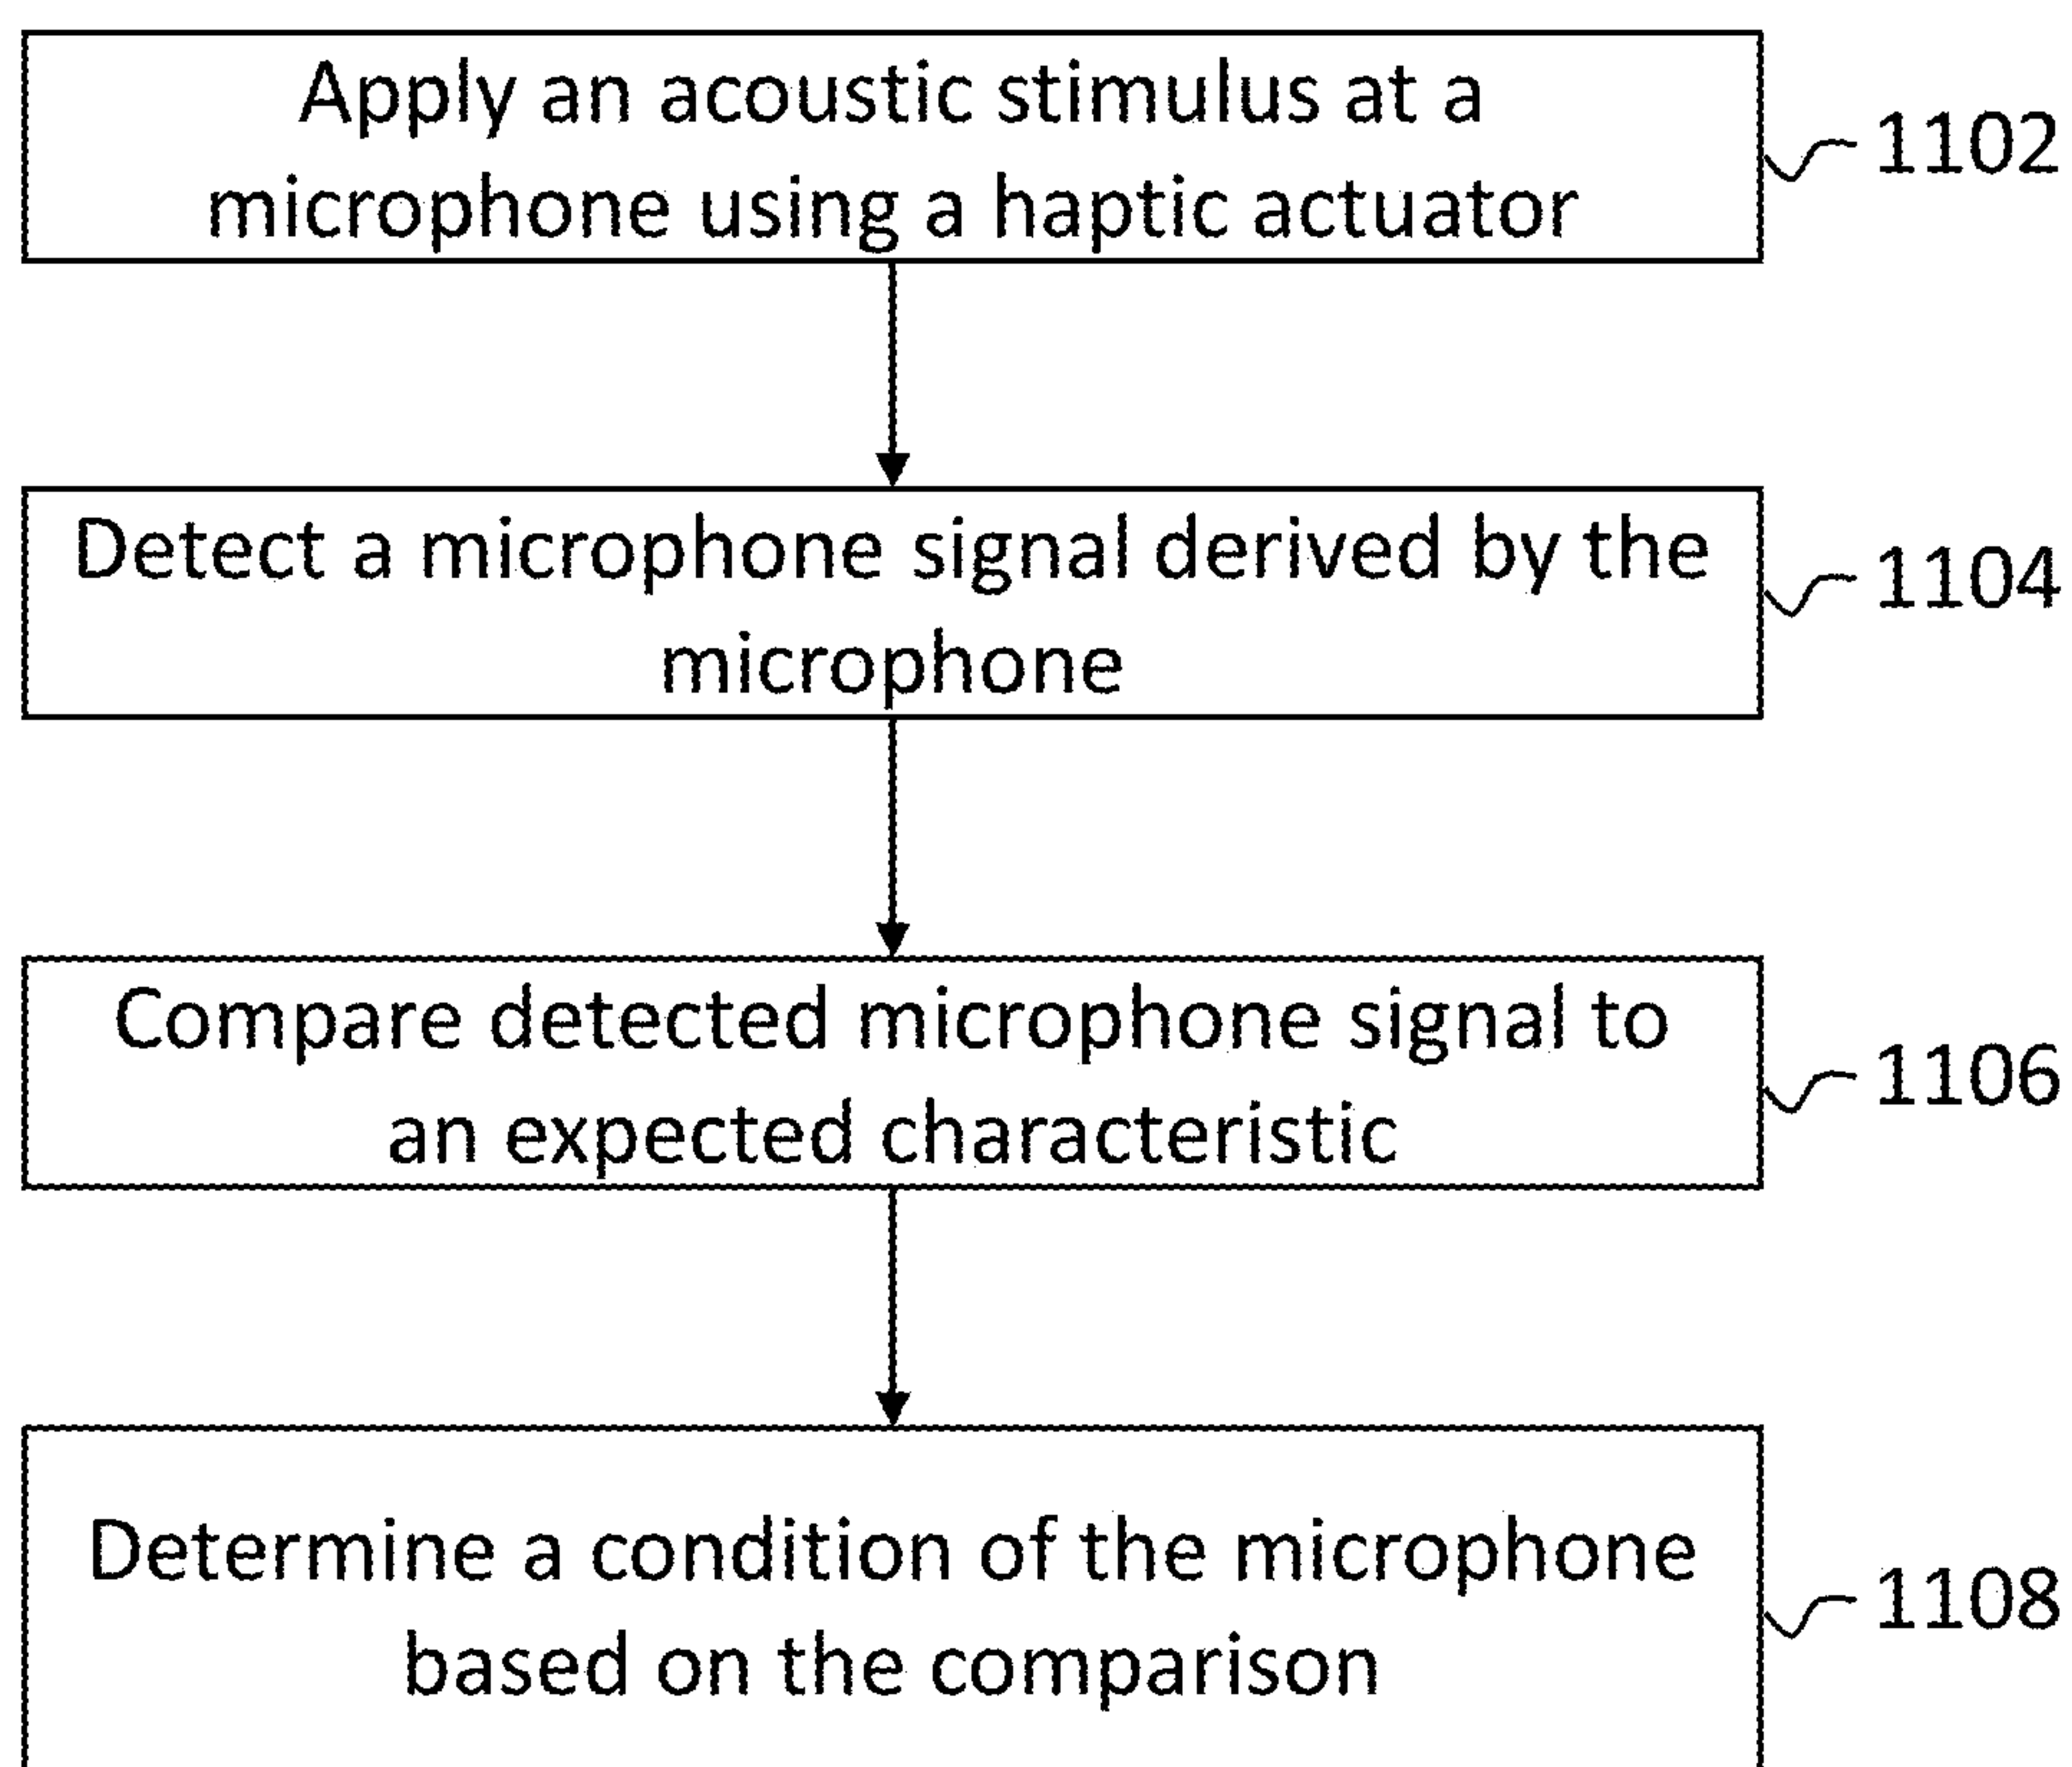 Apply an acoustic stimulus at a
microphone using a haptic actuator
1102
Detect a microphone signal derived by the
microphone
1104
Compare detected microphone signal to
an expected characteristic
1106
Determine a condition of the microphone
based on the comparison
1108